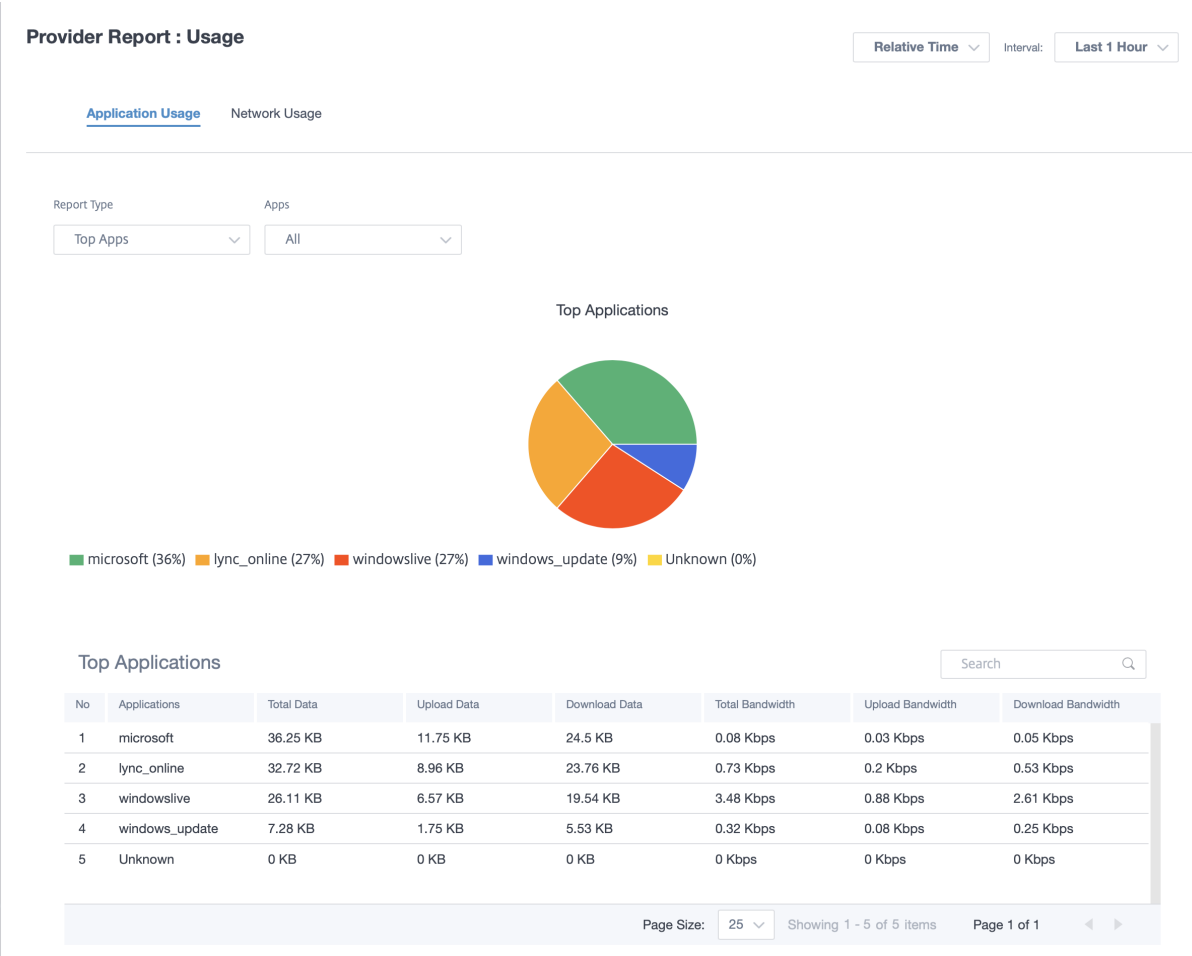 Provider Report : Usage
Relative Time Interval: Last 1 Hour
Application Usage Network Usage
Report Type Apps
Top Apps All
Top Applications
microsoft (36%) lync_online (27%) windowslive (27%) windows_update (9%) Unknown (0%)
Top Applications Search
No Applications Total Data Upload Data Download Data Total Bandwidth Upload Bandwidth Download Bandwidth
1 microsoft 36.25 KB 11.75 KB 24.5 KB 0.08 Kbps 0.03 Kbps 0.05 Kbps
2 lync_online 32.72 KB 8.96 KB 23.76 KB 0.73 Kbps 0.2 Kbps 0.53 Kbps
3 windowslive 26.11 KB 6.57 KB 19.54 KB 3.48 Kbps 0.88 Kbps 2.61 Kbps
4 windows_update 7.28 KB 1.75 KB 5.53 KB 0.32 Kbps 0.08 Kbps 0.25 Kbps
5 Unknown 0 KB 0 KB 0 KB 0 Kbps 0 Kbps 0 Kbps
Page Size: 25 Showing 1 - 5 of 5 items Page 1 of 1